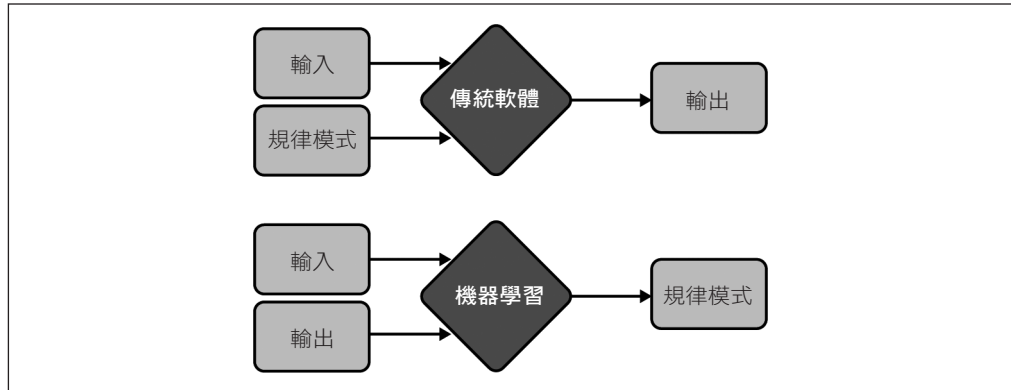 輸入
規律模式
傳統軟體
輸出
輸入
輸出
機器學習
規律模式